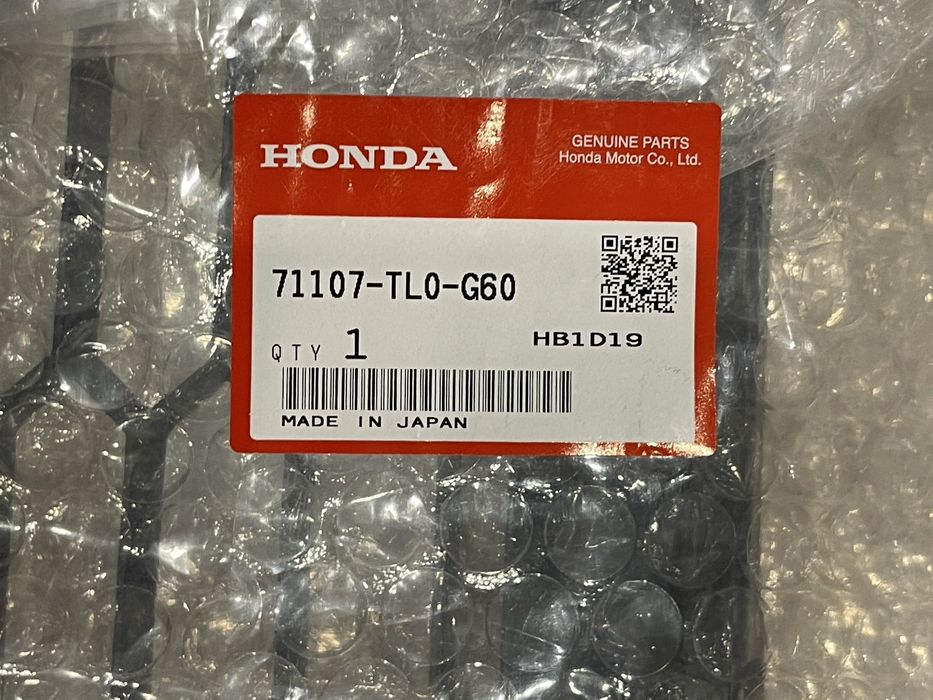 HONDA
GENUINE PARTS
Honda Motor Co., Ltd.
71107-TL0-G60
QTY 1
HB1D19
MADE IN JAPAN